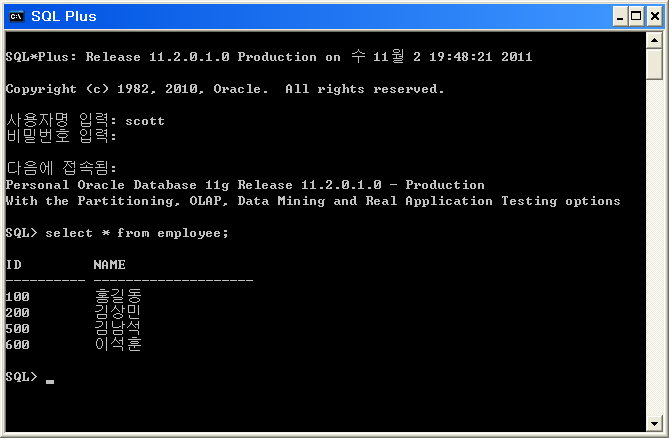 SQL Plus
SQL*Plus: Release 11.2.0.1.0 Production on 수 11월 2 19:48:21 2011
Copyright (c) 1982, 2010, Oracle.  All rights reserved.
사용자명 입력: scott
비밀번호 입력:
다음에 접속됨:
Personal Oracle Database 11g Release 11.2.0.1.0 - Production
With the Partitioning, OLAP, Data Mining and Real Application Testing options
SQL> select * from employee;
ID         NAME
---------- --------------------
100        홍길동
200        김상민
500        김남석
600        이석훈
SQL>